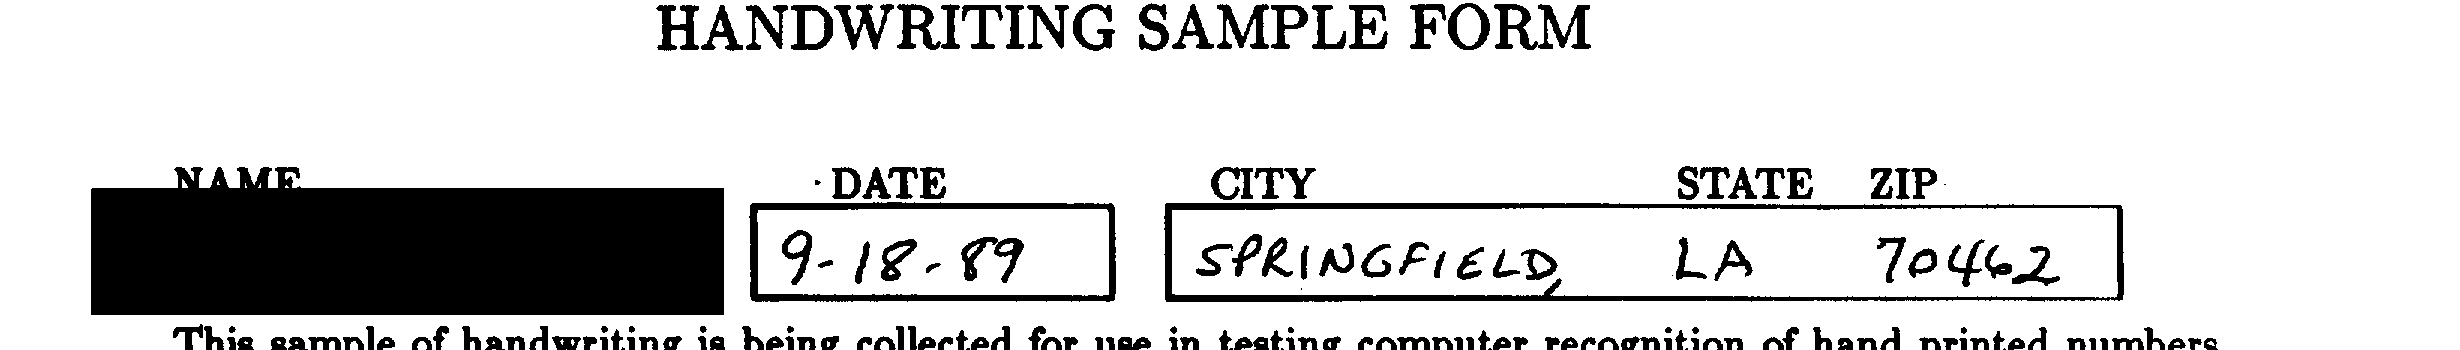 HANDWRITING SAMPLE FORM
NAME DATE CITY STATE ZIP
9-18-89 SPRINGFIELD, LA 70462
This sample of handwriting is being collected for use in testing computer recognition of hand printed numbers